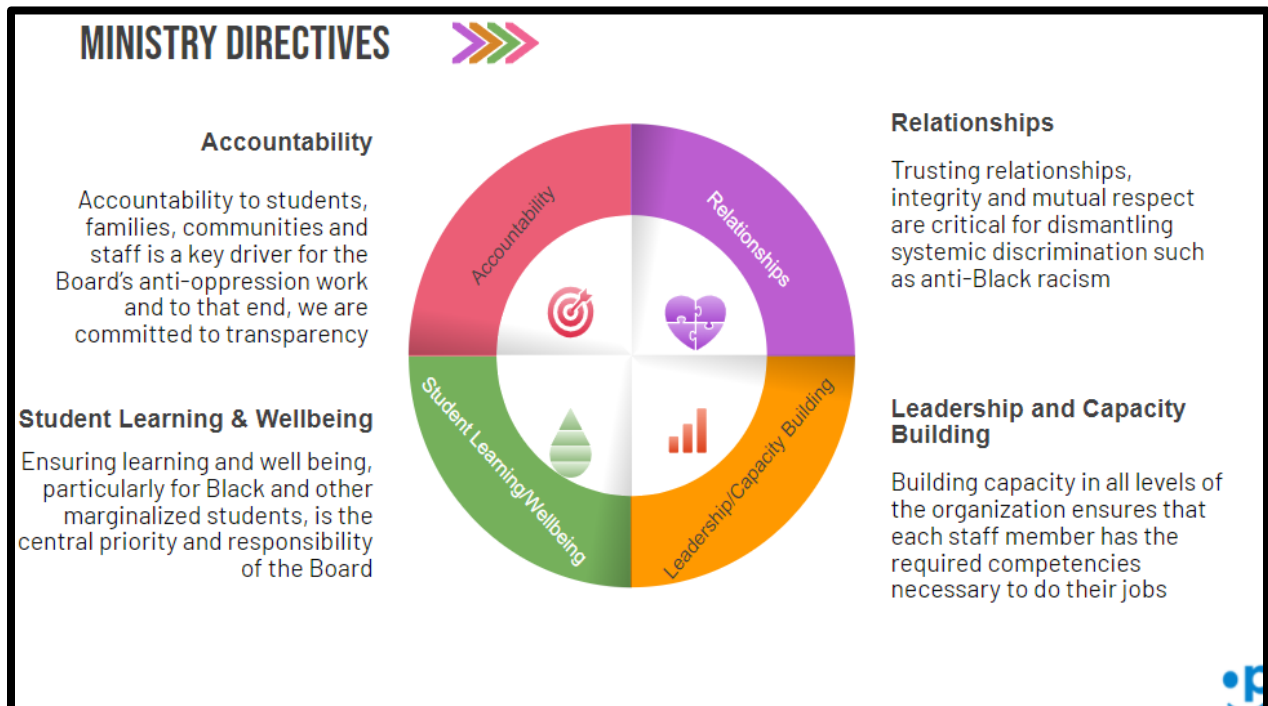 MINISTRY DIRECTIVES
Accountability
Accountability to students,
families, communities and
staff is a key driver for the
Board's anti-oppression work
and to that end, we are
committed to transparency
Student Learning & Wellbeing
Ensuring learning and well being,
particularly for Black and other
marginalized students, is the
central priority and responsibility
of the Board
Accountability
Relationships
Student Learning/Wellbeing
Leadership/Capacity Building
Relationships
Trusting relationships,
integrity and mutual respect
are critical for dismantling
systemic discrimination such
as anti-Black racism
Leadership and Capacity
Building
Building capacity in all levels of
the organization ensures that
each staff member has the
required competencies
necessary to do their jobs